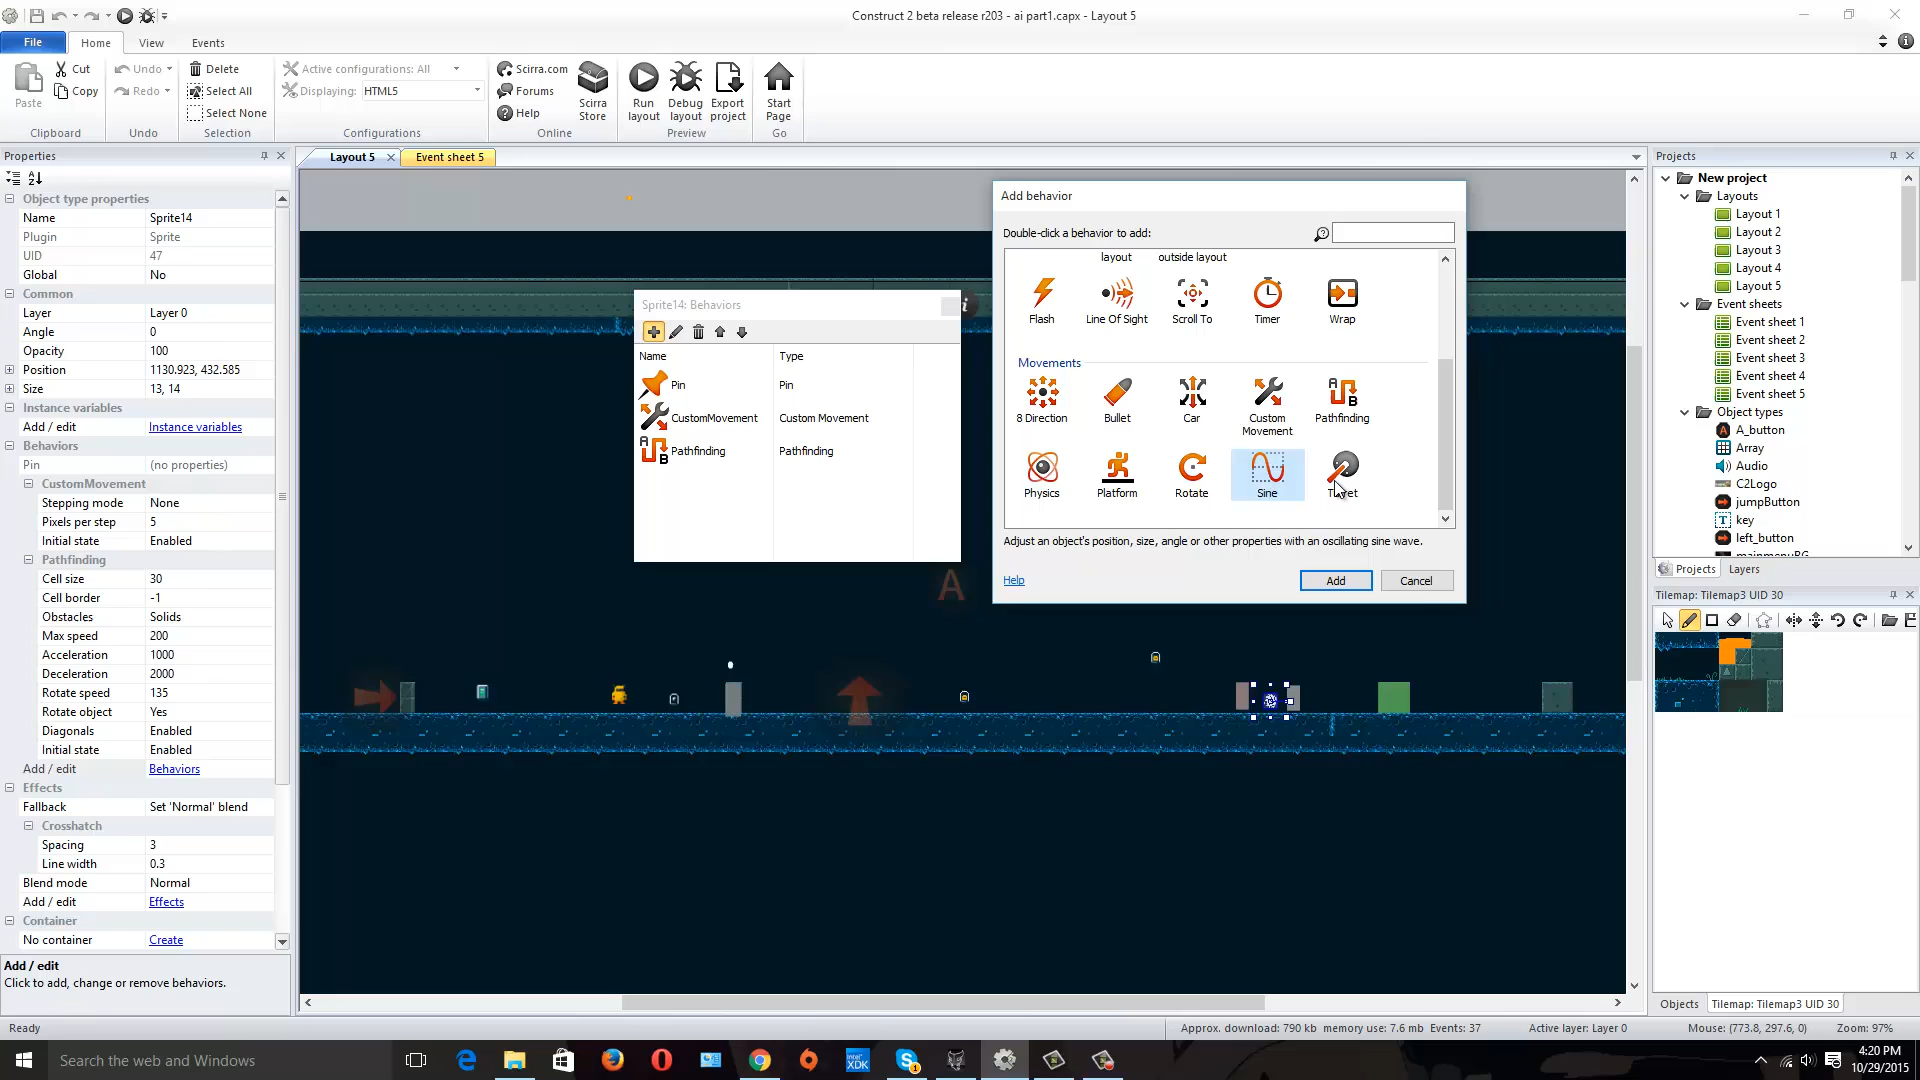 Construct 2 beta release r203 - ai part1.capx - Layout 5
File
Home
View
Events
Paste
Cut
Copy
Clipboard
Undo
Redo
Undo
Delete
Select All
Select None
Selection
Active configurations: All
Displaying: HTML5
Configurations
Scirra.com
Forums
Help
Scirra Store
Online
Run layout
Debug layout
Export project
Preview
Start Page
Go
Properties
Object type properties
Name Sprite14
Plugin Sprite
UID 47
Global No
Common
Layer Layer 0
Angle 0
Opacity 100
Position 1130.923, 432.585
Size 13, 14
Instance variables
Add / edit Instance variables
Behaviors
Pin (no properties)
CustomMovement
Stepping mode None
Pixels per step 5
Initial state Enabled
Pathfinding
Cell size 30
Cell border -1
Obstacles Solids
Max speed 200
Acceleration 1000
Deceleration 2000
Rotate speed 135
Rotate object Yes
Diagonals Enabled
Initial state Enabled
Add / edit Behaviors
Effects
Fallback Set 'Normal' blend
Crosshatch
Spacing 3
Line width 0.3
Blend mode Normal
Add / edit Effects
Container
No container Create
Add / edit
Click to add, change or remove behaviors.
Layout 5
Event sheet 5
Sprite14: Behaviors
Name Type
Pin Pin
CustomMovement Custom Movement
Pathfinding Pathfinding
A
Add behavior
Double-click a behavior to add:
layout outside layout
Flash Line Of Sight Scroll To Timer Wrap
Movements
8 Direction Bullet Car Custom Movement Pathfinding
Physics Platform Rotate Sine
Adjust an object's position, size, angle or other properties with an oscillating sine wave.
Help
Add
Cancel
Projects
New project
Layouts
Layout 1
Layout 2
Layout 3
Layout 4
Layout 5
Event sheets
Event sheet 1
Event sheet 2
Event sheet 3
Event sheet 4
Event sheet 5
Object types
A_button
Array
Audio
C2Logo
jumpButton
key
left_button
mainmenuBG
Projects Layers
Tilemap: Tilemap3 UID 30
Objects Tilemap: Tilemap3 UID 30
Ready
Approx. download: 790 kb memory use: 7.6 mb Events: 37
Active layer: Layer 0
Mouse: (773.8, 297.6, 0)
Zoom: 97%
Search the web and Windows
4:20 PM
10/29/2015